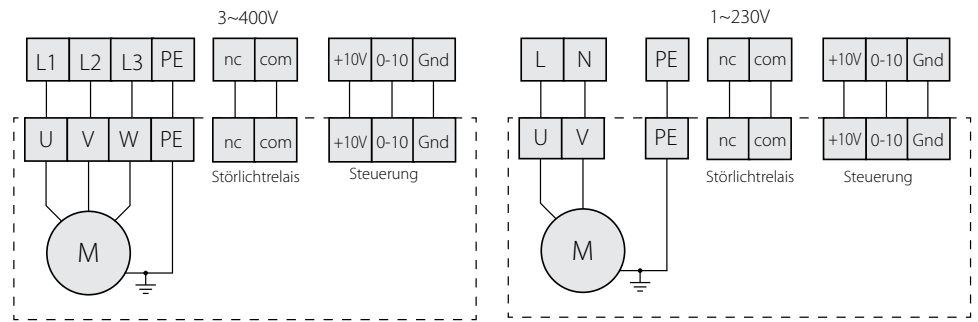 3~400V
L1 L2 L3 PE nc com +10V 0-10 Gnd
U V W PE nc com +10V 0-10 Gnd
Störlichtrelais Steuerung
M
1~230V
L N PE nc com +10V 0-10 Gnd
U V PE nc com +10V 0-10 Gnd
Störlichtrelais Steuerung
M